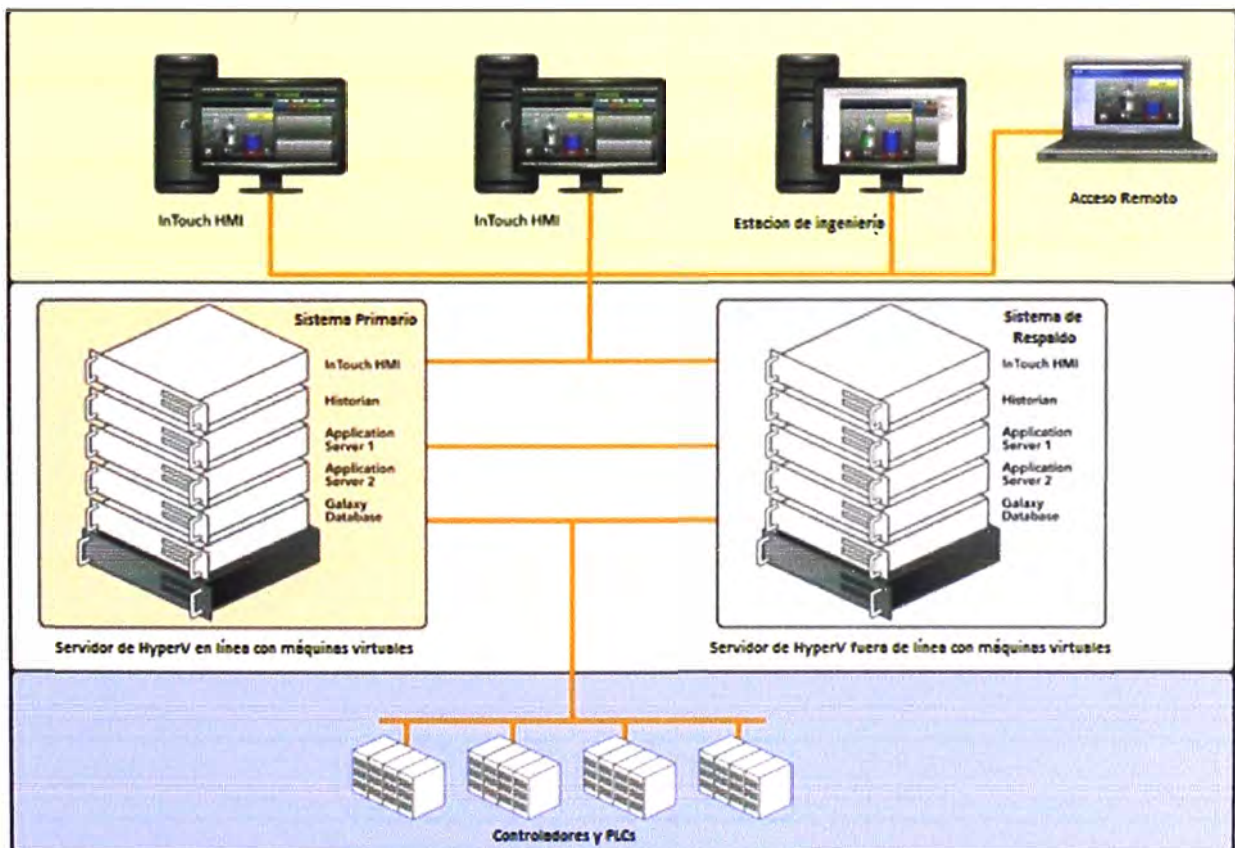 InTouch HMI
InTouch HMI
Estacion de ingeniería
Acceso Remoto
Sistema Primario
InTouch HMI
Historian
Application
Server 1
Application
Server 2
Galaxy
Database
Servidor de HyperV en línea con máquinas virtuales
Sistema de
Respaldo
InTouch HMI
Historian
Application
Server 1
Application
Server 2
Galaxy
Database
Servidor de HyperV fuera de línea con máquinas virtuales
Controladores y PLCs